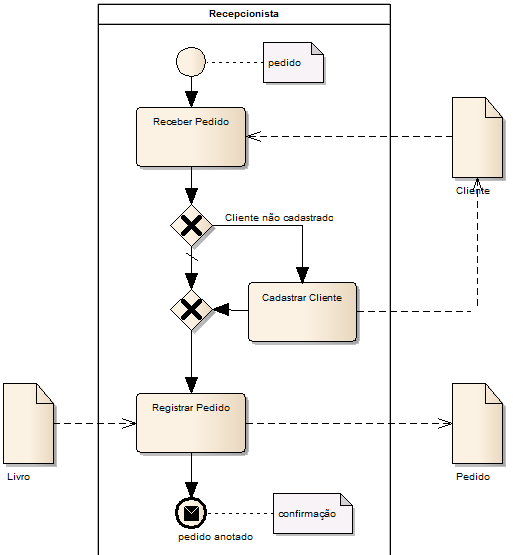 Recepcionista
pedido
Receber Pedido
Cliente
Cliente não cadastrado
Cadastrar Cliente
Registrar Pedido
Livro
Pedido
confirmação
pedido anotado